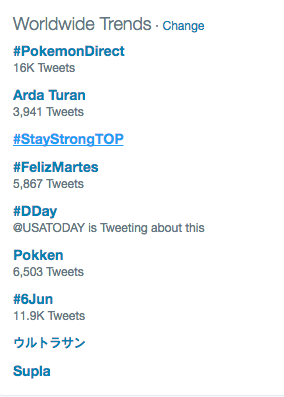 Worldwide Trends · Change
#PokemonDirect
16K Tweets
Arda Turan
3,941 Tweets
#StayStrongTOP
#FelizMartes
5,867 Tweets
#DDay
@USATODAY is Tweeting about this
Pokken
6,503 Tweets
#6Jun
11.9K Tweets
ウルトラサン
Supla